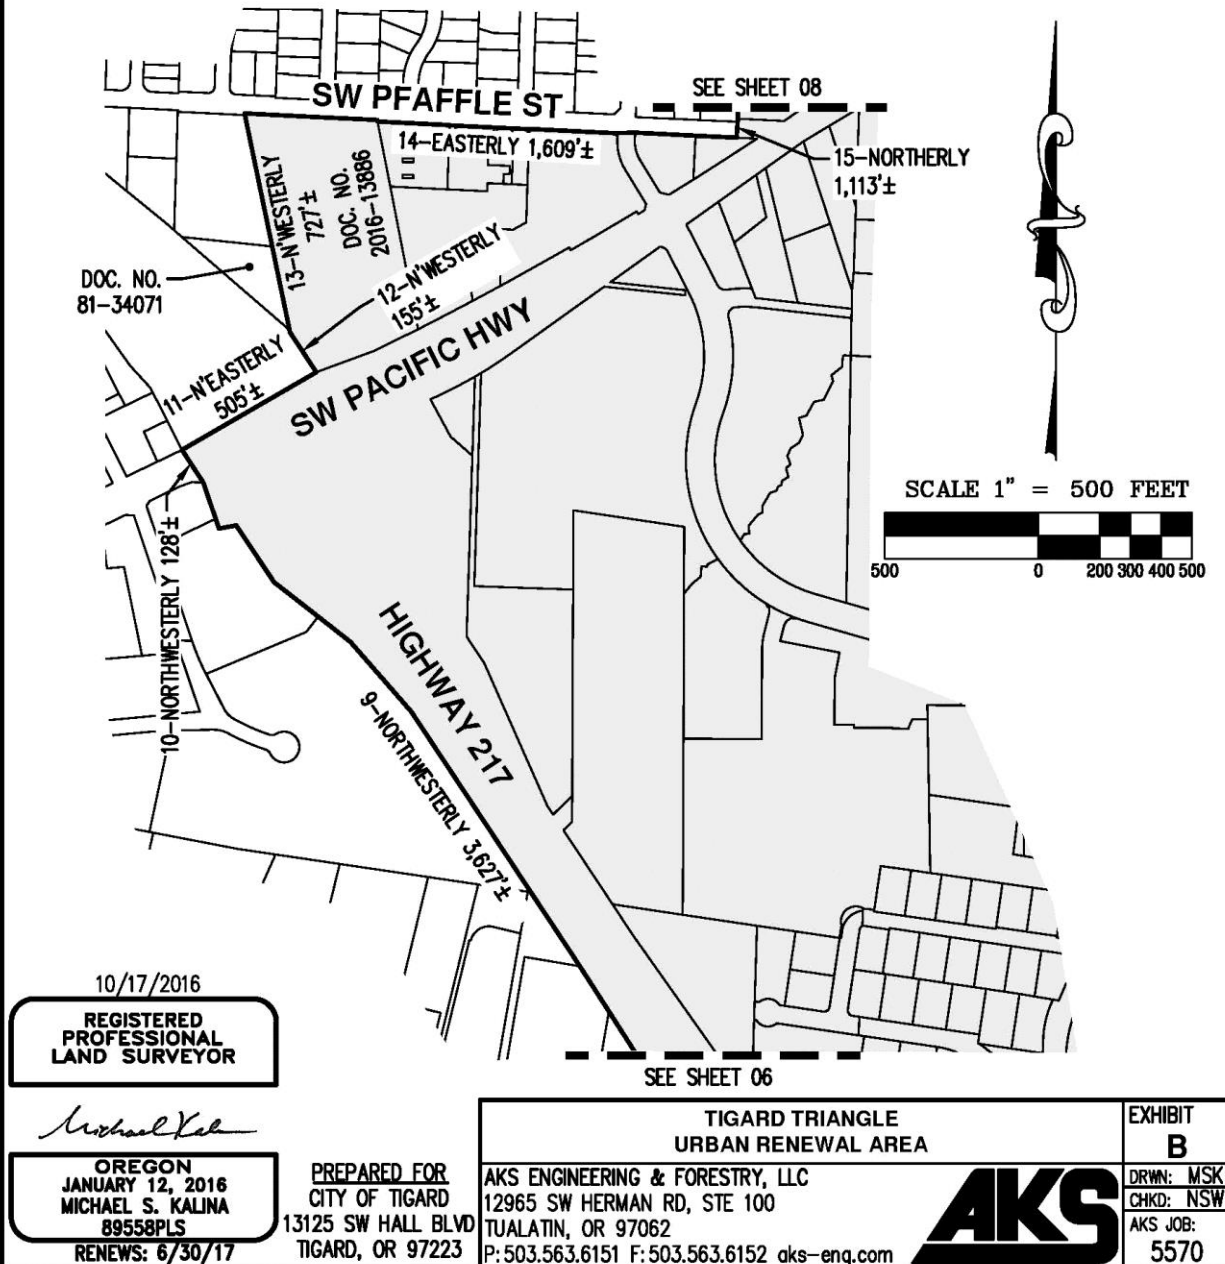 SEE SHEET 08
SW PFAFFLE ST
14-EASTERLY 1,609'±
15-NORTHERLY
1,113'±
13-N'WESTERLY
727'±
DOC. NO.
2016-13886
12-N'WESTERLY
155'±
DOC. NO.
81-34071
11-N'EASTERLY
505'±
SW PACIFIC HWY
SCALE 1" = 500 FEET
500 0 200 300 400 500
10-NORTHWESTERLY 128'±
HIGHWAY 217
9-NORTHWESTERLY 3,627'±
SEE SHEET 06
10/17/2016
REGISTERED
PROFESSIONAL
LAND SURVEYOR
Michael Kal
OREGON
JANUARY 12, 2016
MICHAEL S. KALINA
89558PLS
RENEWS: 6/30/17
PREPARED FOR
CITY OF TIGARD
13125 SW HALL BLVD
TIGARD, OR 97223
TIGARD TRIANGLE
URBAN RENEWAL AREA
AKS ENGINEERING & FORESTRY, LLC
12965 SW HERMAN RD, STE 100
TUALATIN, OR 97062
P: 503.563.6151 F: 503.563.6152 aks-eng.com
AKS
EXHIBIT
B
DRWN: MSK
CHKD: NSW
AKS JOB:
5570